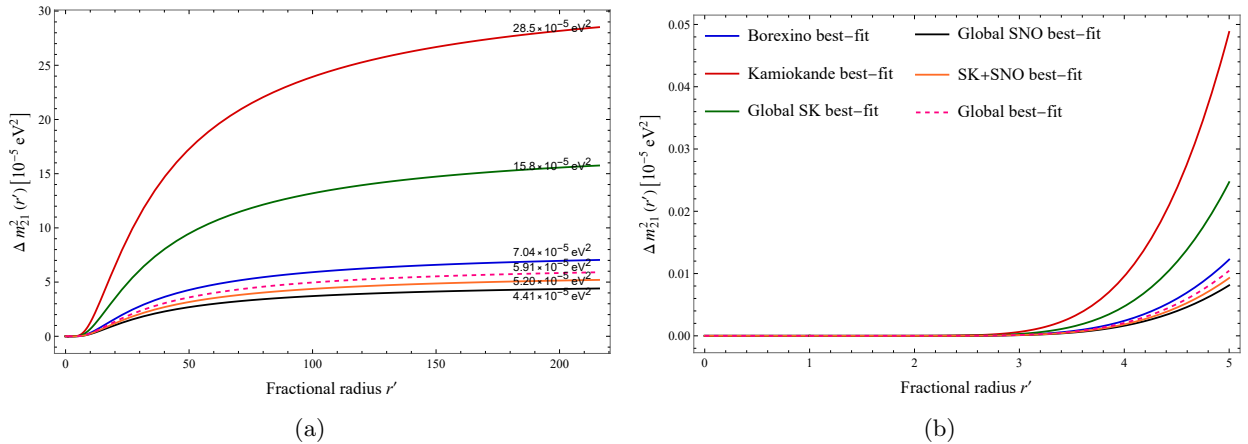 30
25
20
15
10
5
0
Δ m²₂₁ (r′) [10⁻⁵ eV²]
28.5×10⁻⁵ eV²
15.8×10⁻⁵ eV²
7.04×10⁻⁵ eV²
5.91×10⁻⁵ eV²
5.20×10⁻⁵ eV²
4.41×10⁻⁵ eV²
0 50 100 150 200
Fractional radius r′
(a)
0.05
0.04
0.03
0.02
0.01
0.00
Δ m²₂₁ (r′) [10⁻⁵ eV²]
Borexino best−fit
Global SNO best−fit
Kamiokande best−fit
SK+SNO best−fit
Global SK best−fit
Global best−fit
0 1 2 3 4 5
Fractional radius r′
(b)